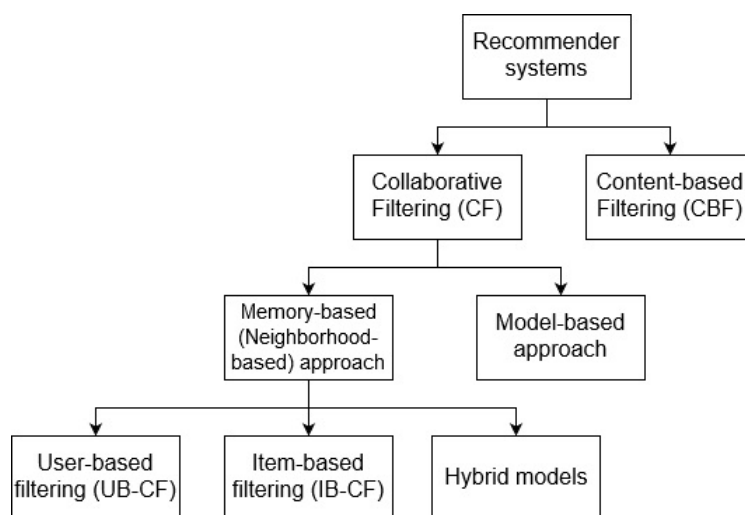 Recommender
systems
Collaborative
Filtering (CF)
Content-based
Filtering (CBF)
Memory-based
(Neighborhood-
based) approach
Model-based
approach
User-based
filtering (UB-CF)
Item-based
filtering (IB-CF)
Hybrid models